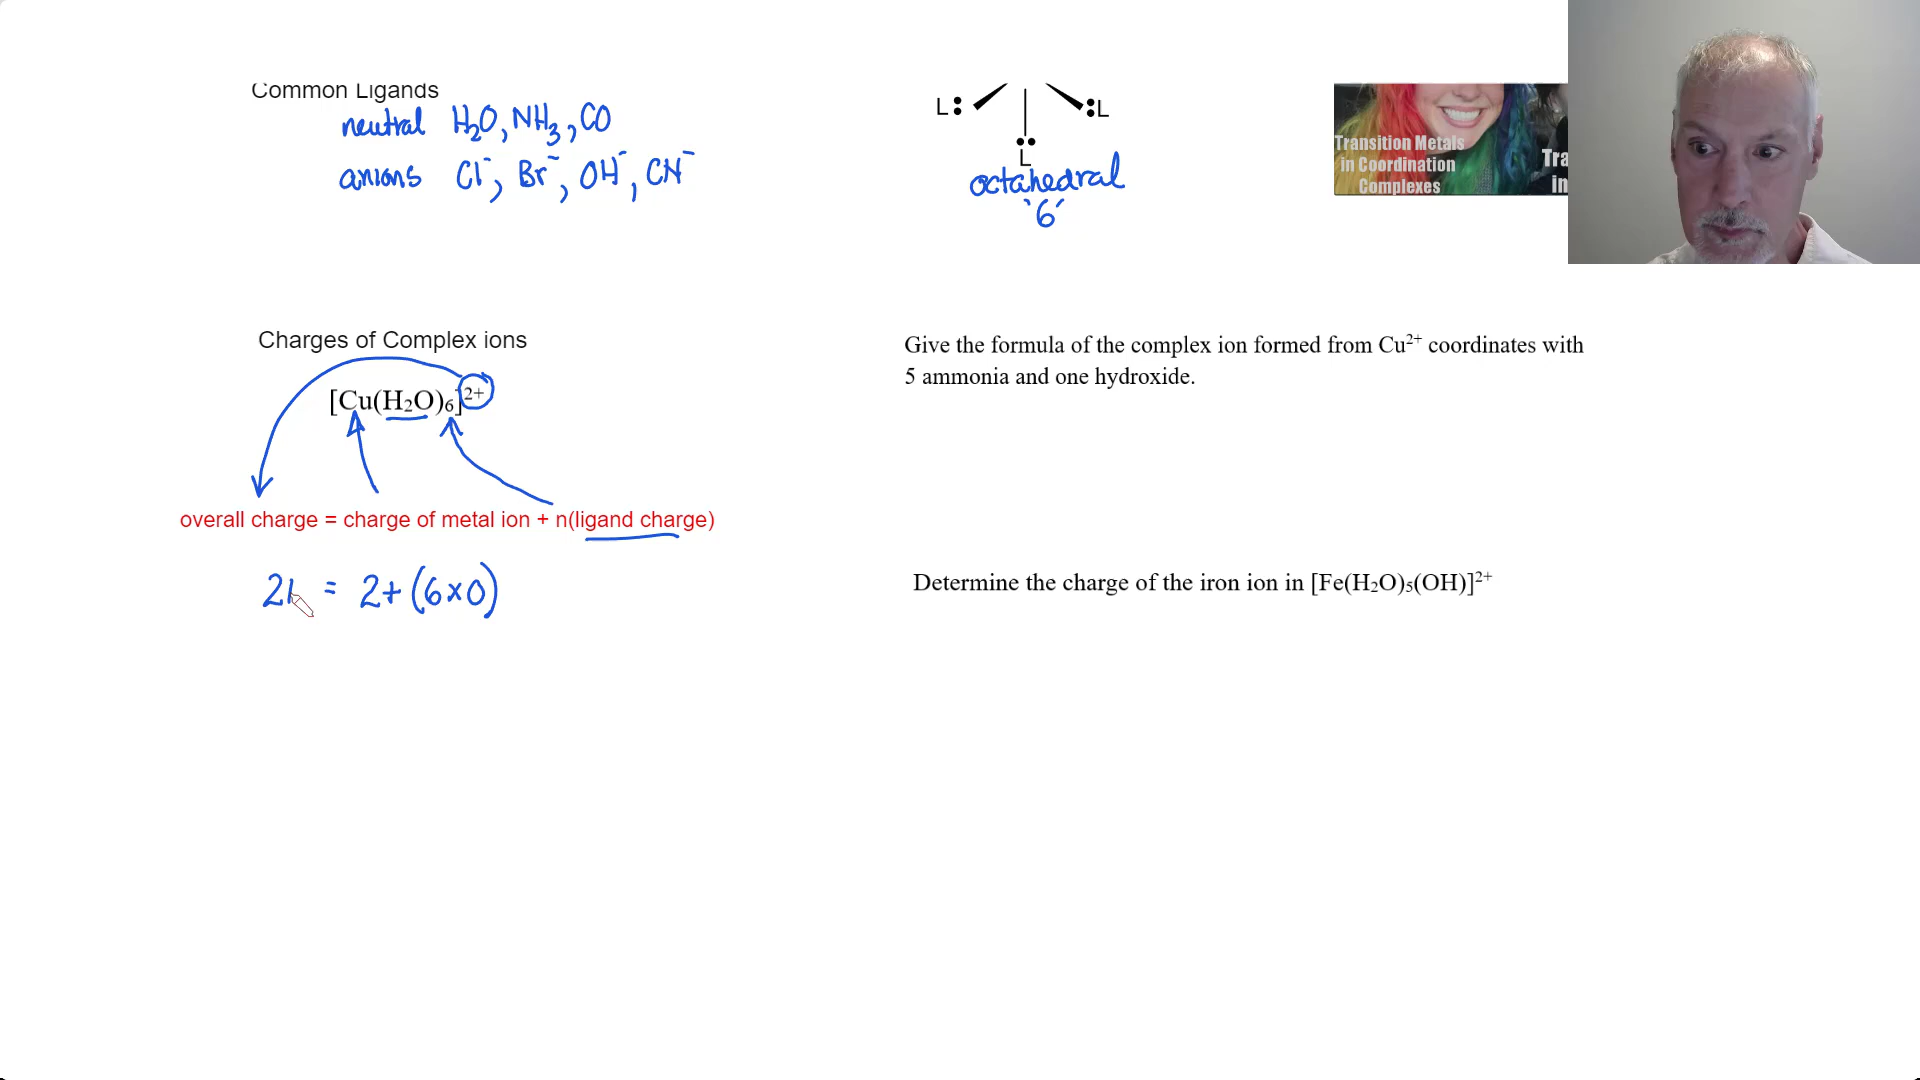 Common Ligands
neutral H₂O, NH₃, CO
anions Cl⁻, Br⁻, OH⁻, CN⁻
L: :L
L
octahedral
'6'
Transition Metals
in Coordination
Complexes
Tra
in
Charges of Complex ions
[Cu(H₂O)₆]²⁺
overall charge = charge of metal ion + n(ligand charge)
2+ = 2+ (6×0)
Give the formula of the complex ion formed from Cu²⁺ coordinates with
5 ammonia and one hydroxide.
Determine the charge of the iron ion in [Fe(H₂O)₅(OH)]²⁺